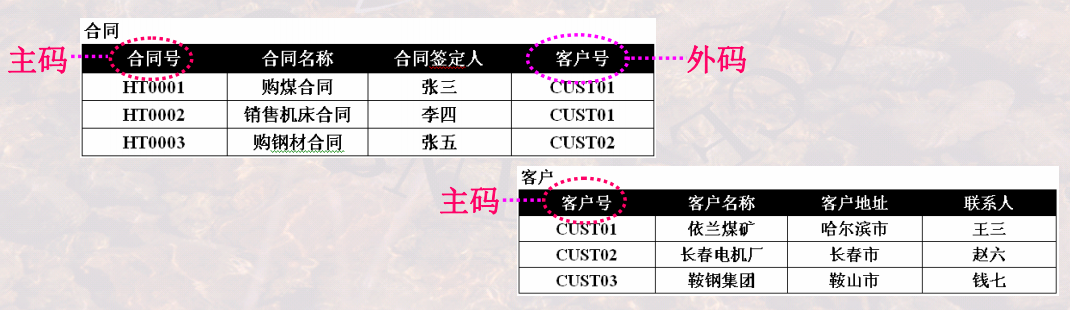 合同
主码 合同号 合同名称 合同签定人 客户号 外码
HT0001 购煤合同 张三 CUST01
HT0002 销售机床合同 李四 CUST01
HT0003 购钢材合同 张五 CUST02
客户
主码 客户号 客户名称 客户地址 联系人
CUST01 依兰煤矿 哈尔滨市 王三
CUST02 长春电机厂 长春市 赵六
CUST03 鞍钢集团 鞍山市 钱七